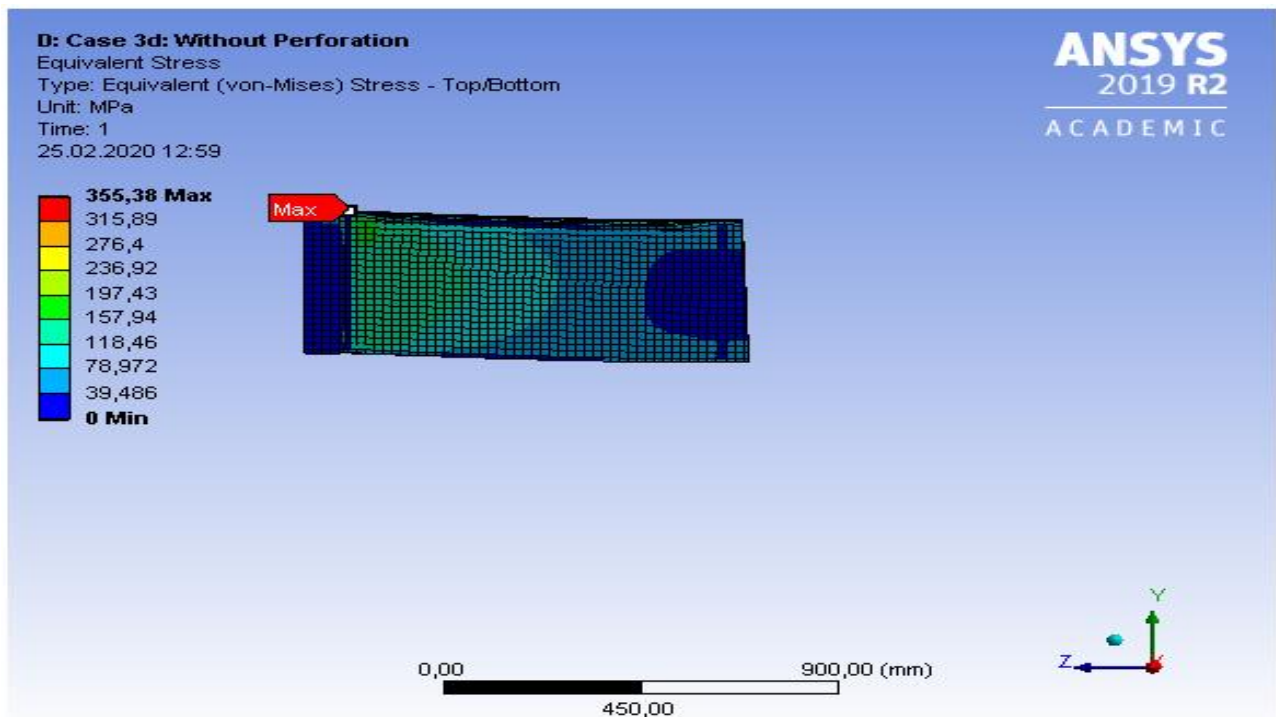 D: Case 3d: Without Perforation
Equivalent Stress
Type: Equivalent (von-Mises) Stress - Top/Bottom
Unit: MPa
Time: 1
25.02.2020 12:59
ANSYS
2019 R2
ACADEMIC
355,38 Max
315,89
276,4
236,92
197,43
157,94
118,46
78,972
39,486
0 Min
Max
0,00
900,00 (mm)
450,00
Y
Z